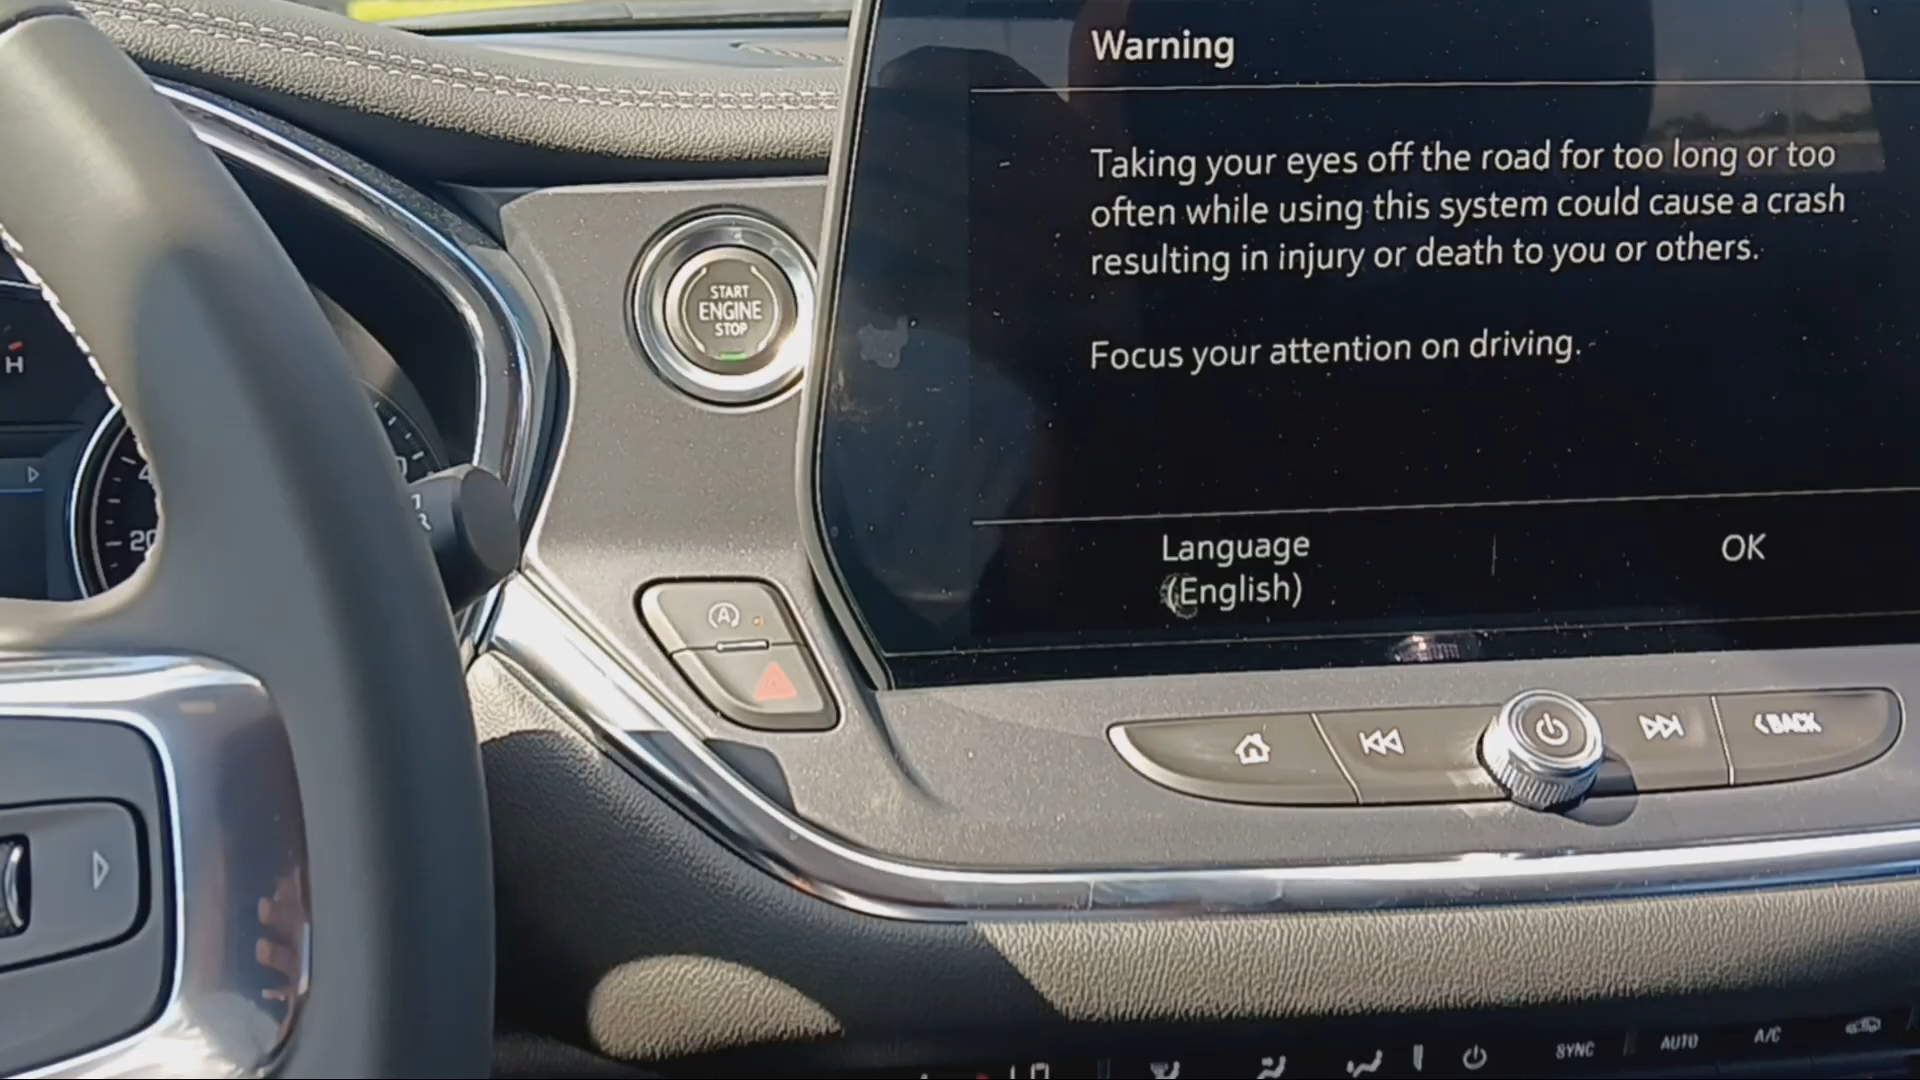 Warning
Taking your eyes off the road for too long or too
often while using this system could cause a crash
resulting in injury or death to you or others.
Focus your attention on driving.
Language
(English)
OK
START
ENGINE
STOP
H
20
A
BACK
SYNC
AUTO
A/C